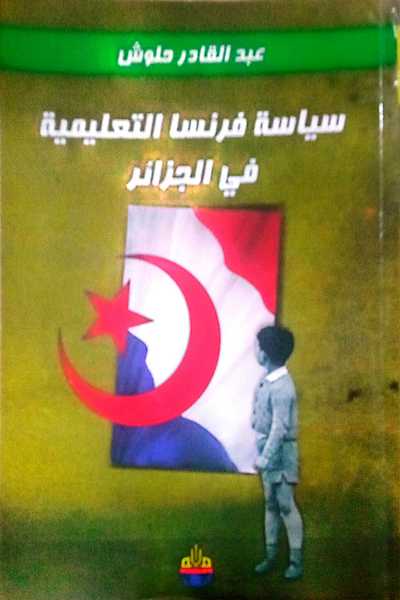 عبد القادر حلوش
سياسة فرنسا التعليمية
في الجزائر